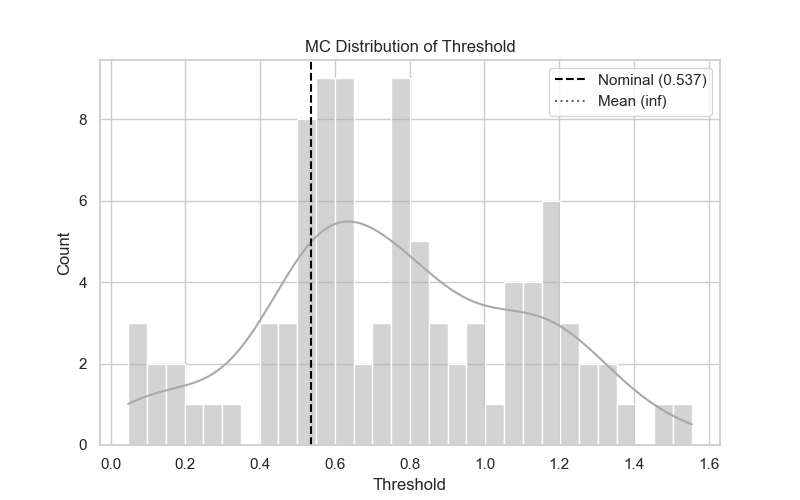 MC Distribution of Threshold
Nominal (0.537)
Mean (inf)
Count
8
6
4
2
0
0.0 0.2 0.4 0.6 0.8 1.0 1.2 1.4 1.6
Threshold